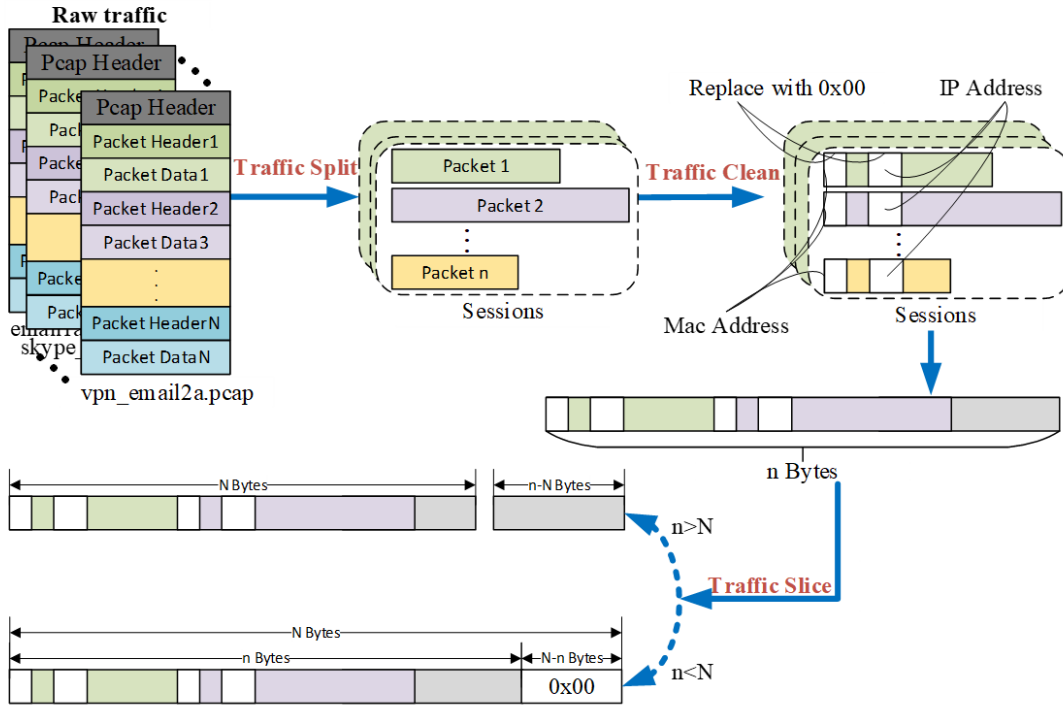 Raw traffic
Pcap Header
Pcap Header
Pcap Header
Packet Header1
Packet Data1
Packet Header2
Packet Data3
Packet HeaderN
Packet DataN
skype_
vpn_email2a.pcap
Traffic Split
Packet 1
Packet 2
Packet n
Sessions
Traffic Clean
Replace with 0x00
IP Address
Mac Address
Sessions
n Bytes
N Bytes
n-N Bytes
n>N
Traffic Slice
n<N
N Bytes
n Bytes
N-n Bytes
0x00